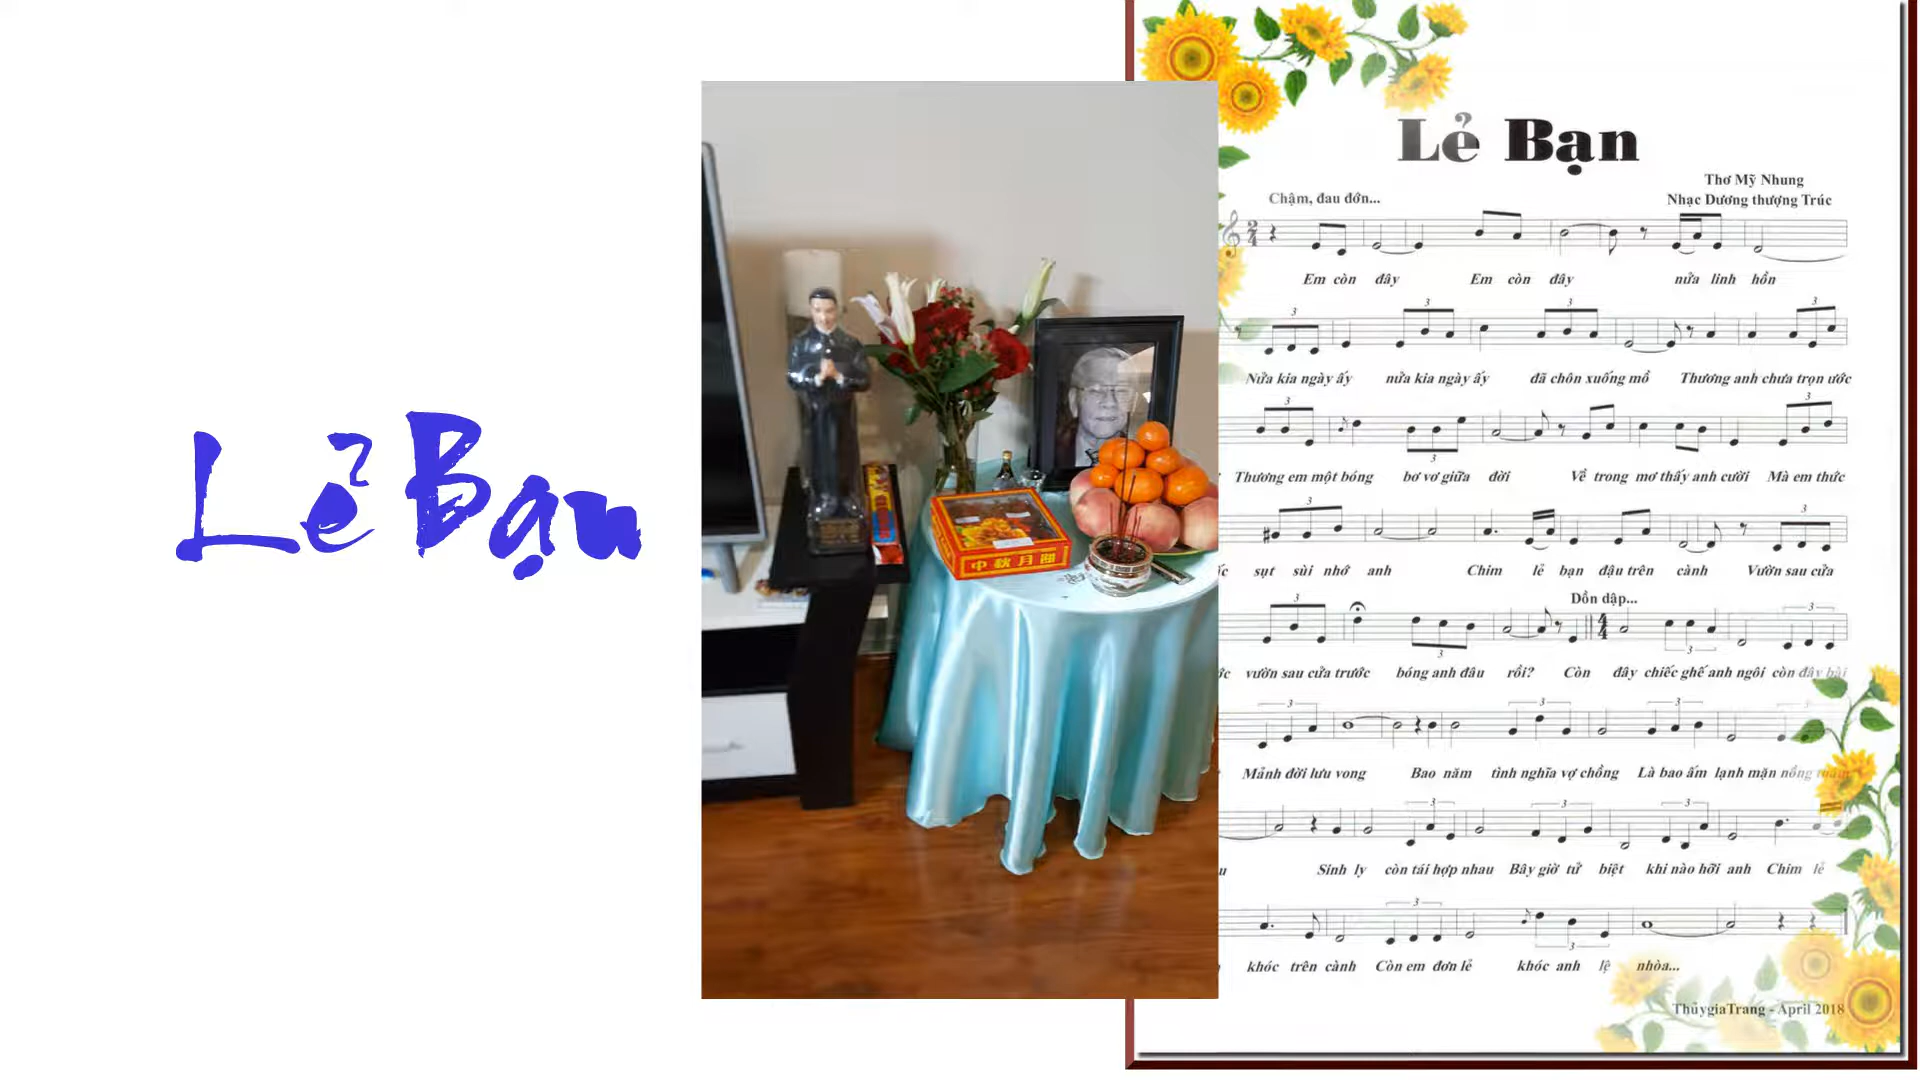 Lẻ Bạn
中秋月餅
Lẻ Bạn
Thơ Mỹ Nhung
Nhạc Dương thượng Trúc
Chậm, đau đớn...
Em còn đây Em còn đây nửa linh hồn
Nửa kia ngày ấy nửa kia ngày ấy đã chôn xuống mồ Thương anh chưa trọn ước
Thương em một bóng bơ vơ giữa đời Về trong mơ thấy anh cười Mà em thức
sụt sùi nhớ anh Chim lẻ bạn đậu trên cành Vườn sau cửa
Dồn dập...
vườn sau cửa trước bóng anh đâu rồi? Còn đây chiếc ghế anh ngồi còn đây bài
Mảnh đời lưu vong Bao năm tình nghĩa vợ chồng Là bao ấm lạnh mặn nồng
Sinh ly còn tái hợp nhau Bây giờ tử biệt khi nào hỡi anh Chim lẻ
khóc trên cành Còn em đơn lẻ khóc anh lệ nhòa...
ThủygiaTrang - April 2018